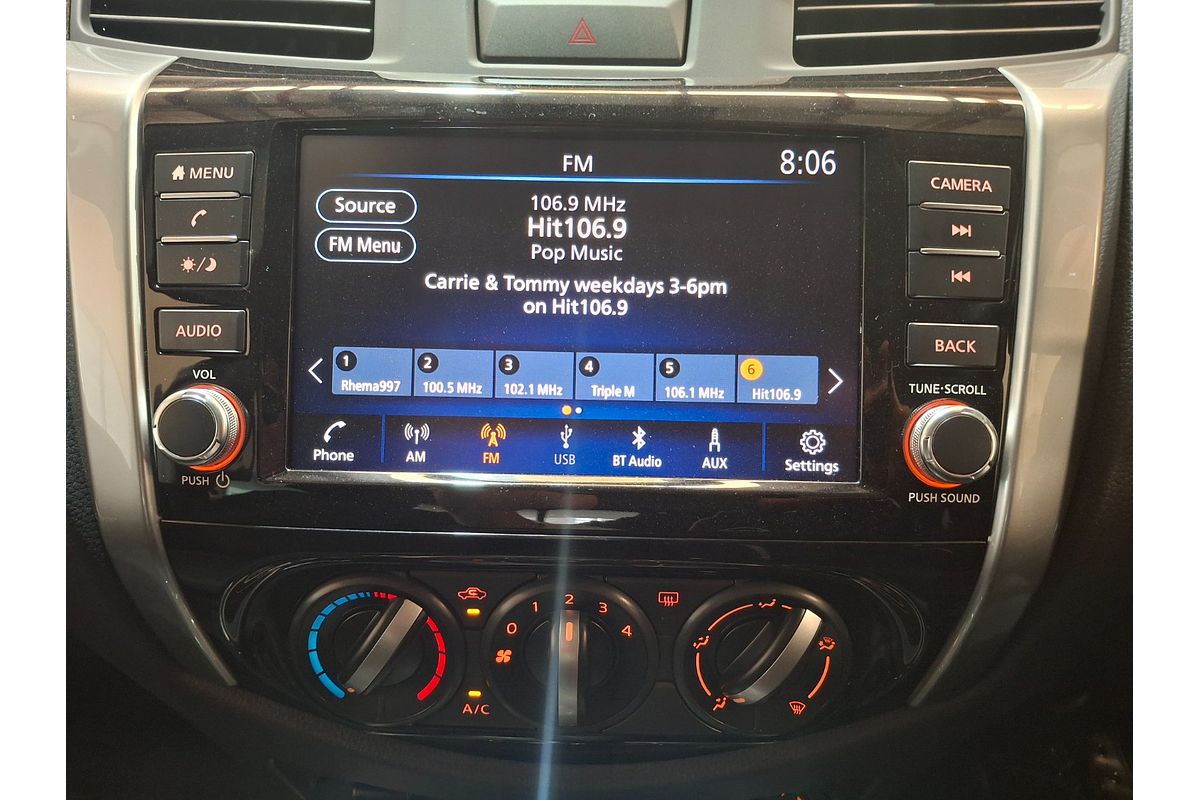 FM
8:06
MENU
CAMERA
Source
106.9 MHz
FM Menu
Hit106.9
Pop Music
Carrie & Tommy weekdays 3-6pm
on Hit106.9
AUDIO
BACK
VOL
TUNE·SCROLL
1 2 3 4 5 6
Rhema997 100.5 MHz 102.1 MHz Triple M 106.1 MHz Hit106.9
Phone AM FM USB BT Audio AUX Settings
PUSH
PUSH SOUND
0 1 2 3 4
A/C